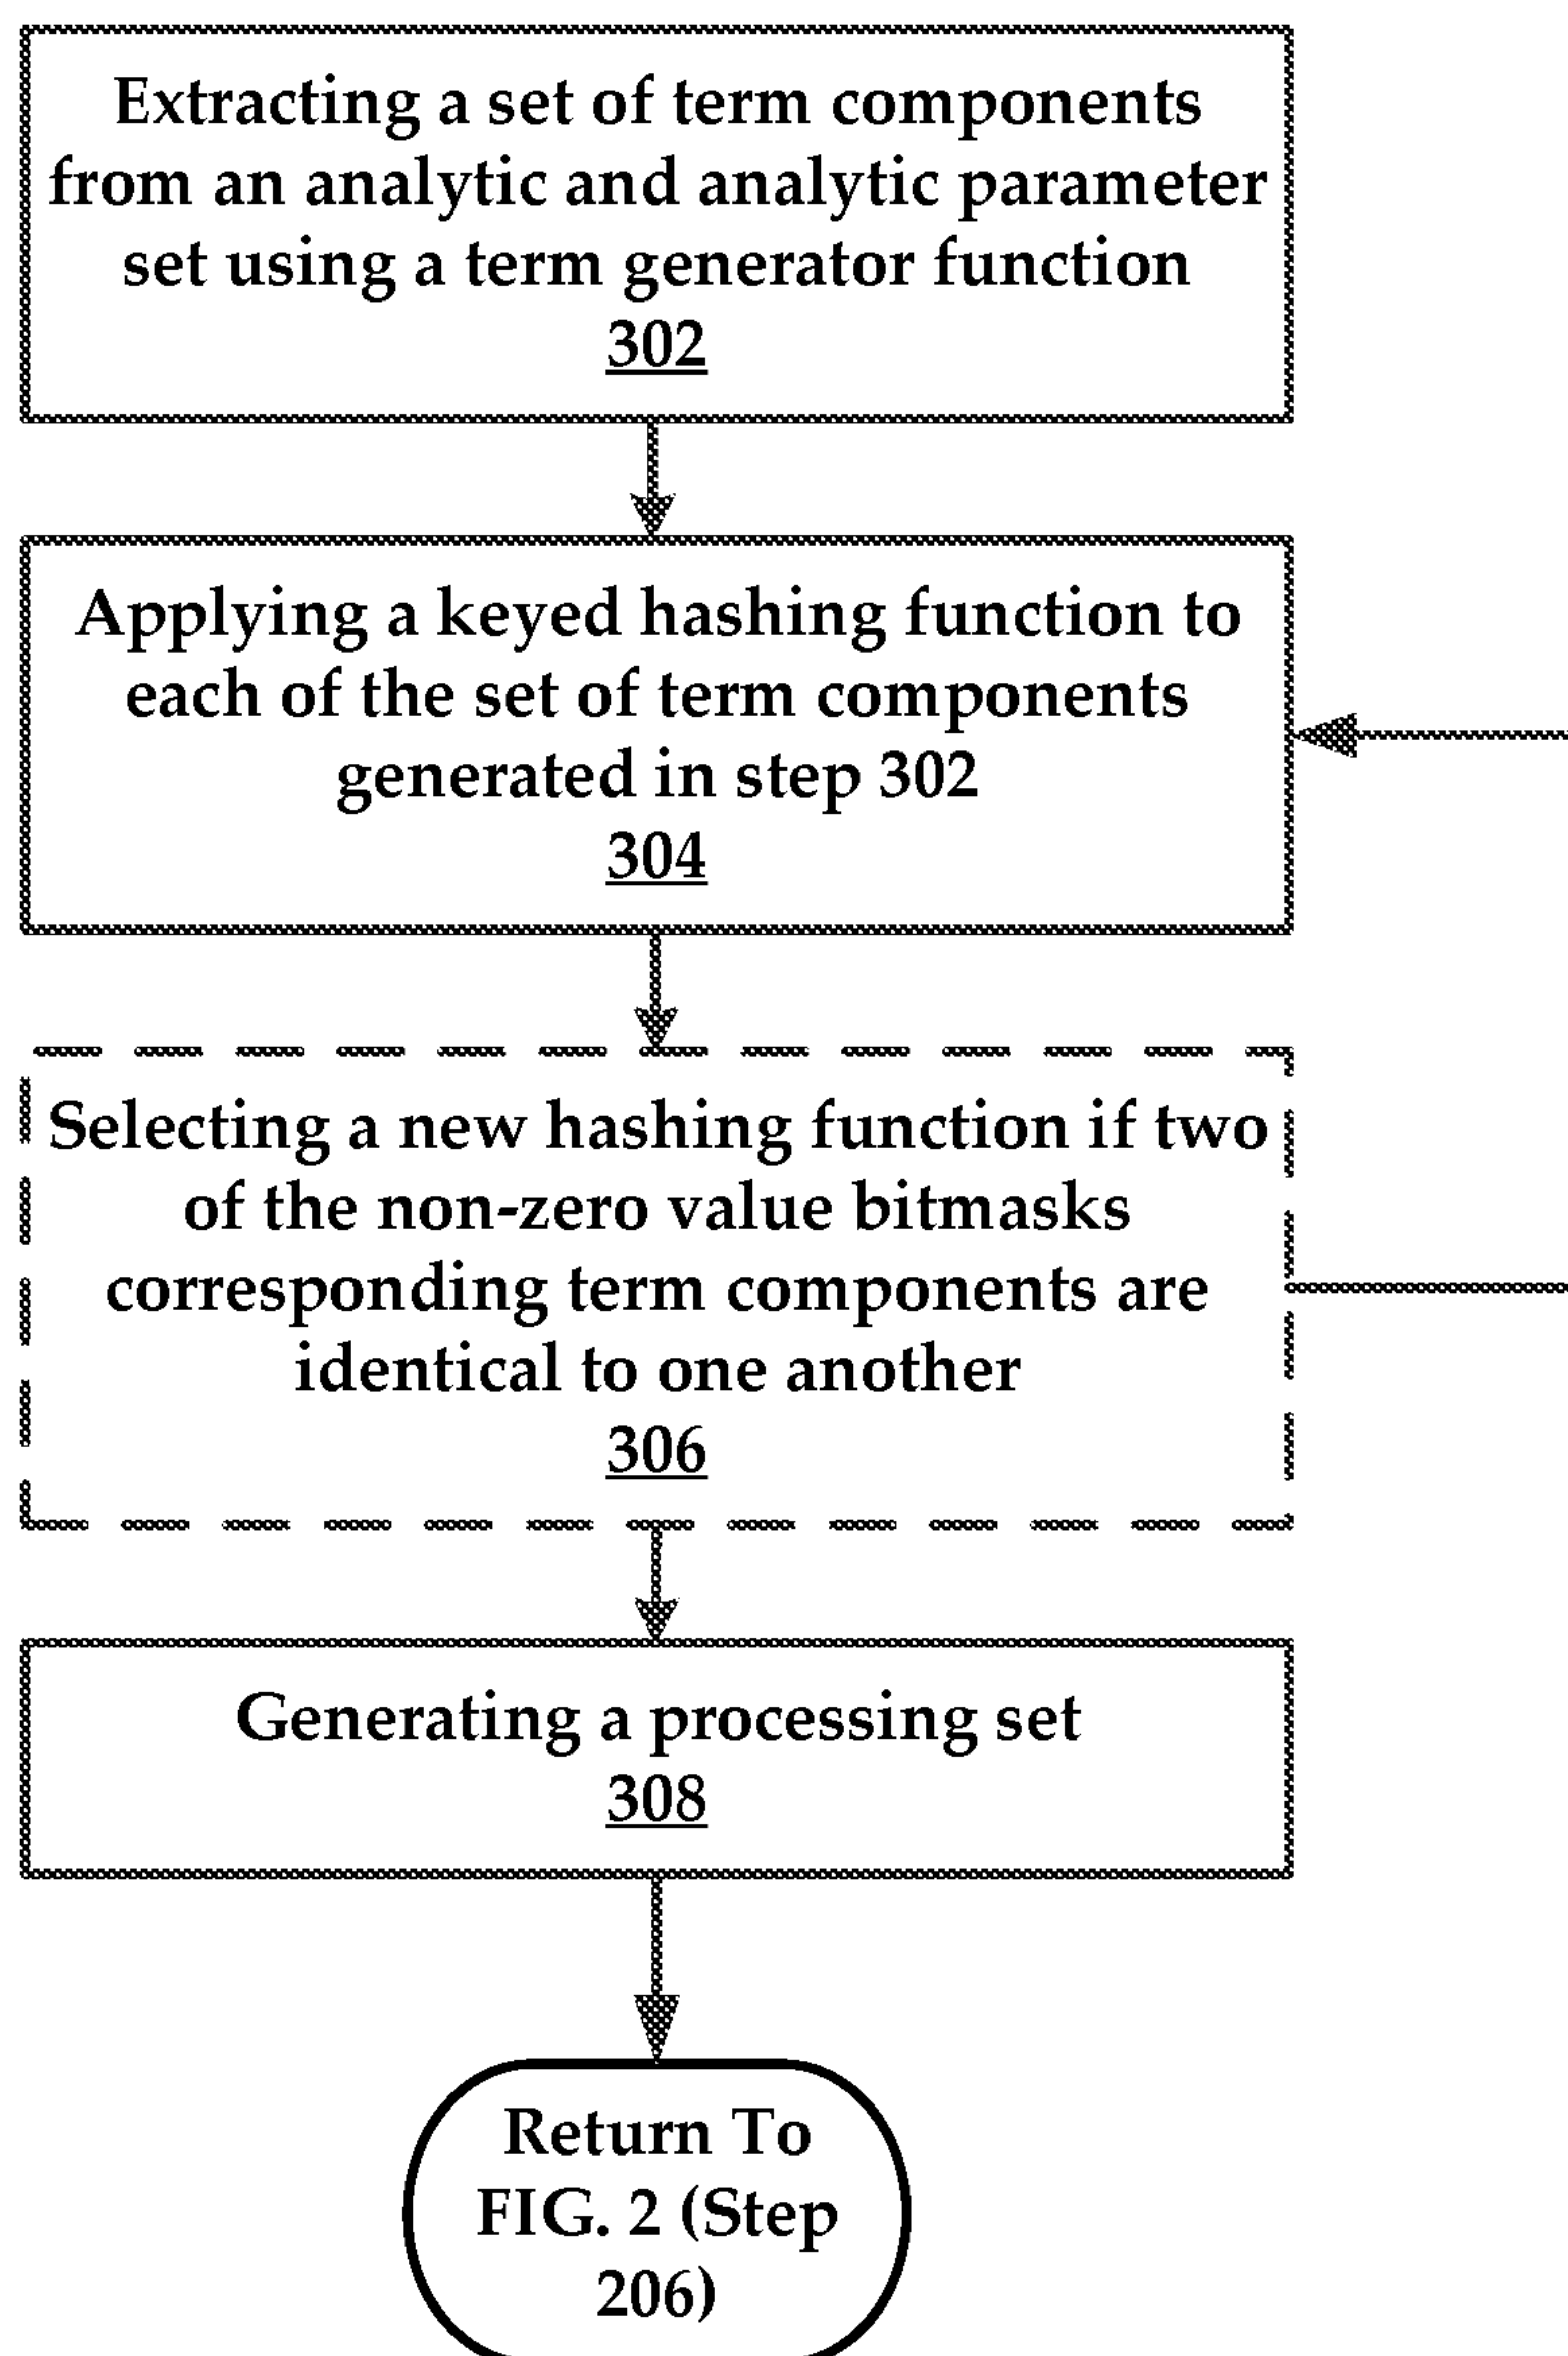 Extracting a set of term components
from an analytic and analytic parameter
set using a term generator function
302
Applying a keyed hashing function to
each of the set of term components
generated in step 302
304
Selecting a new hashing function if two
of the non-zero value bitmasks
corresponding term components are
identical to one another
306
Generating a processing set
308
Return To
FIG. 2 (Step
206)